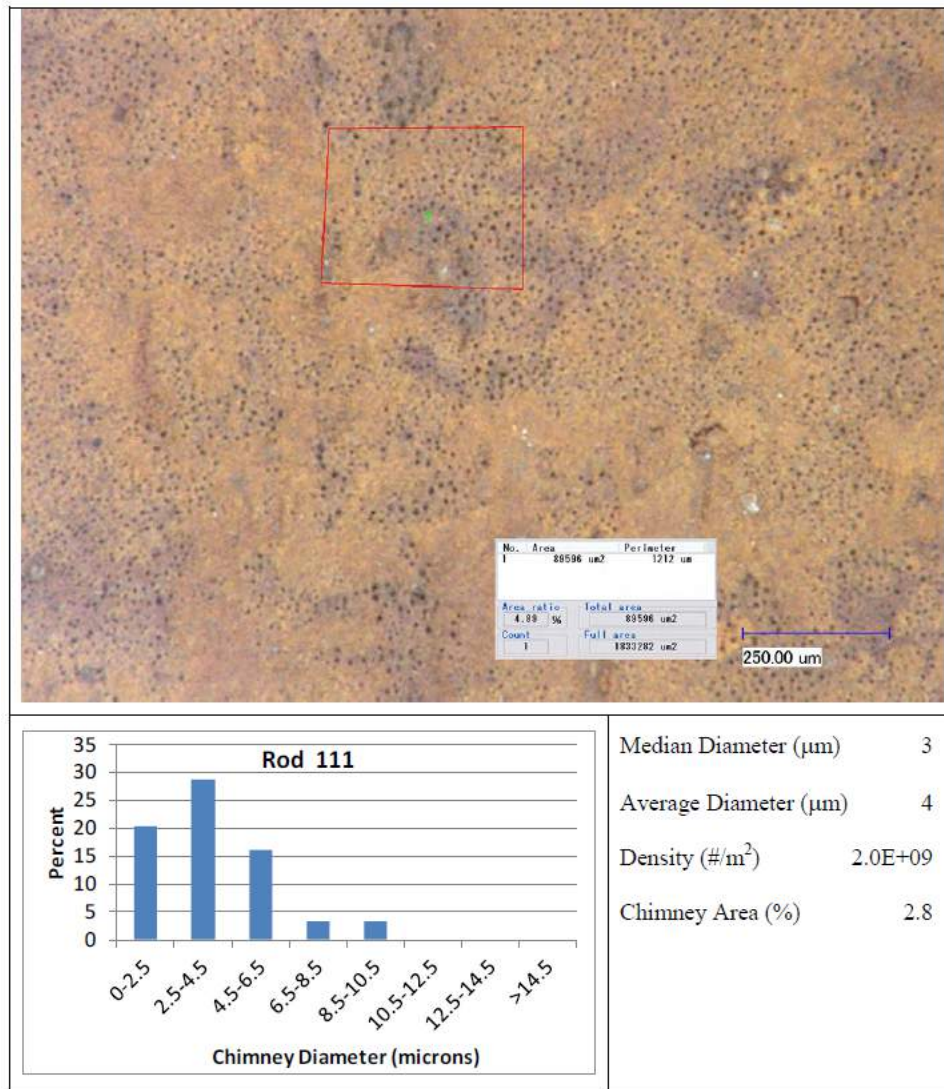 No. Area Perimeter
1 89596 um2 1212 um
Area ratio Total area
4.89 % 89596 um2
Count Full area
1 1833282 um2
250.00 um
Rod 111
Percent
35
30
25
20
15
10
5
0
0-2.5
2.5-4.5
4.5-6.5
6.5-8.5
8.5-10.5
10.5-12.5
12.5-14.5
>14.5
Chimney Diameter (microns)
Median Diameter (μm) 3
Average Diameter (μm) 4
Density (#/m²) 2.0E+09
Chimney Area (%) 2.8